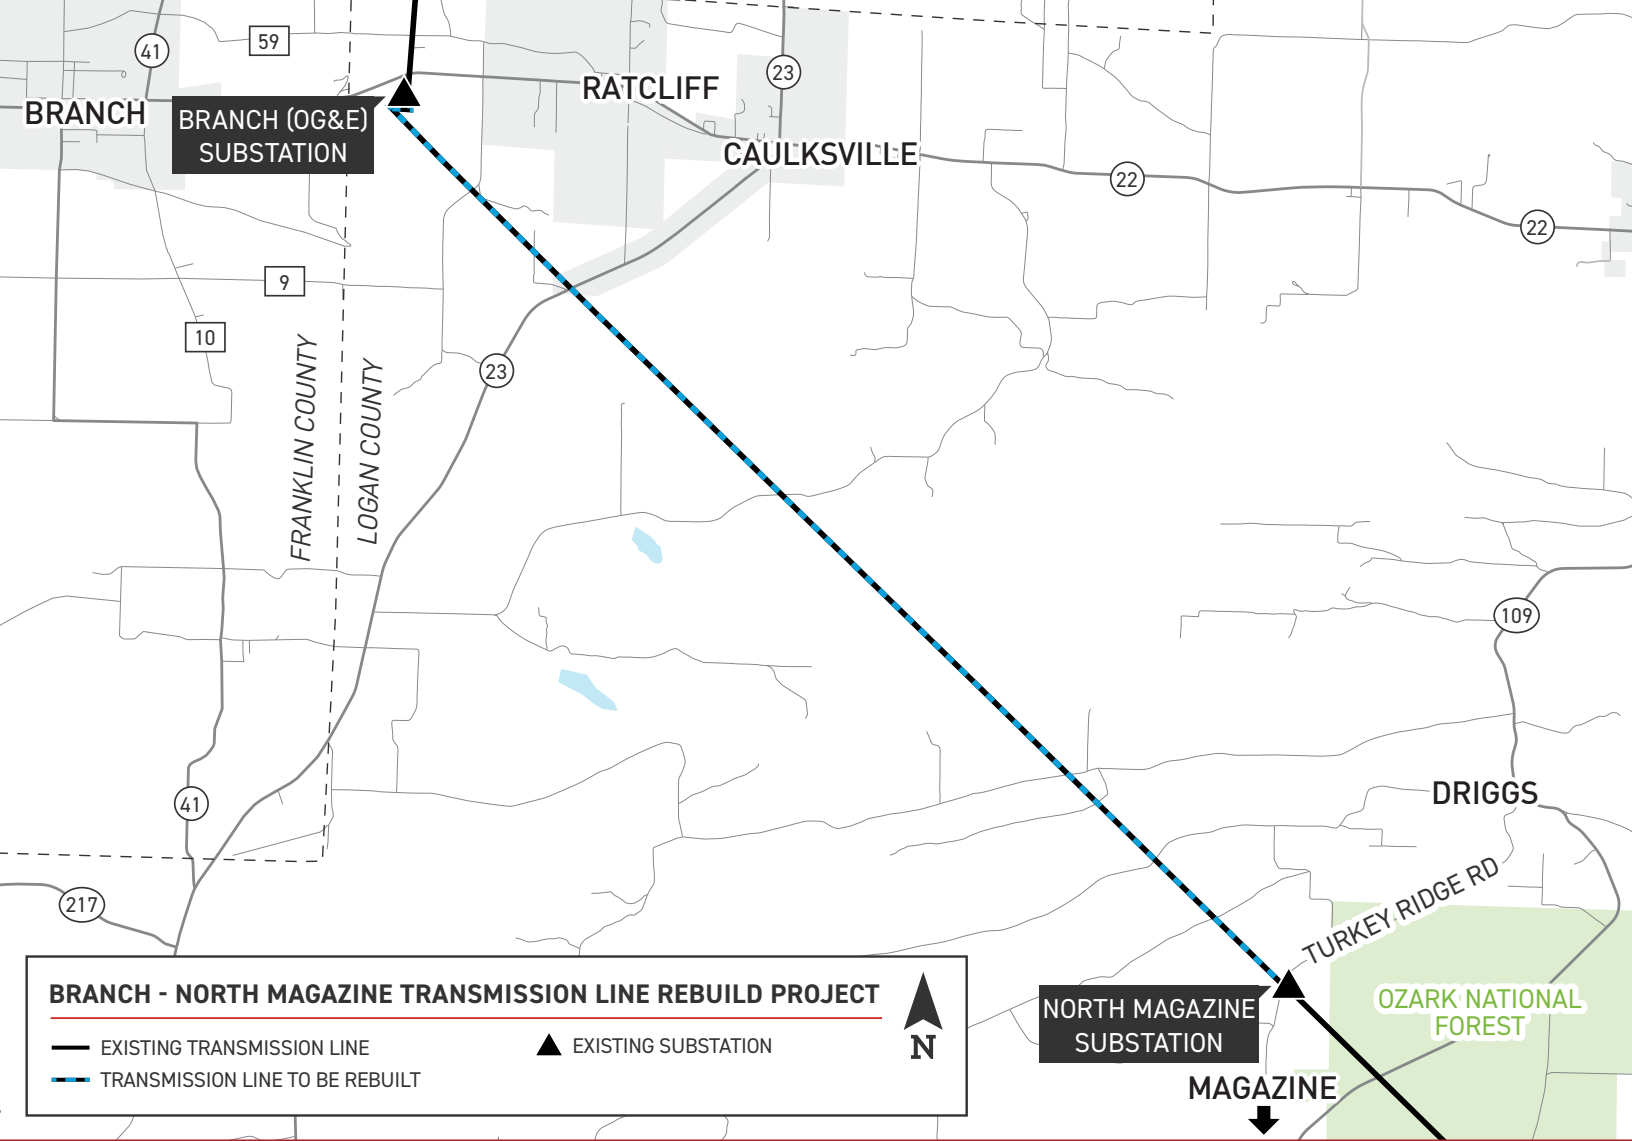 59
41
23
RATCLIFF
BRANCH
BRANCH (OG&E)
SUBSTATION
CAULKSVILLE
22
22
9
10
23
FRANKLIN COUNTY
LOGAN COUNTY
109
41
DRIGGS
217
TURKEY RIDGE RD
NORTH MAGAZINE
SUBSTATION
OZARK NATIONAL
FOREST
MAGAZINE
BRANCH - NORTH MAGAZINE TRANSMISSION LINE REBUILD PROJECT
EXISTING TRANSMISSION LINE
EXISTING SUBSTATION
TRANSMISSION LINE TO BE REBUILT
N